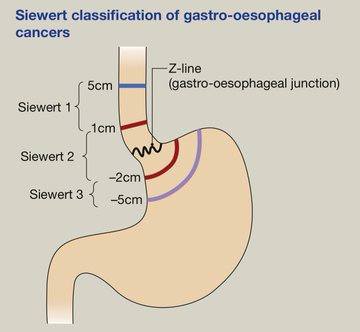 Siewert classification of gastro-oesophageal
cancers
Z-line
(gastro-oesophageal junction)
5cm
Siewert 1
1cm
Siewert 2
–2cm
Siewert 3
–5cm